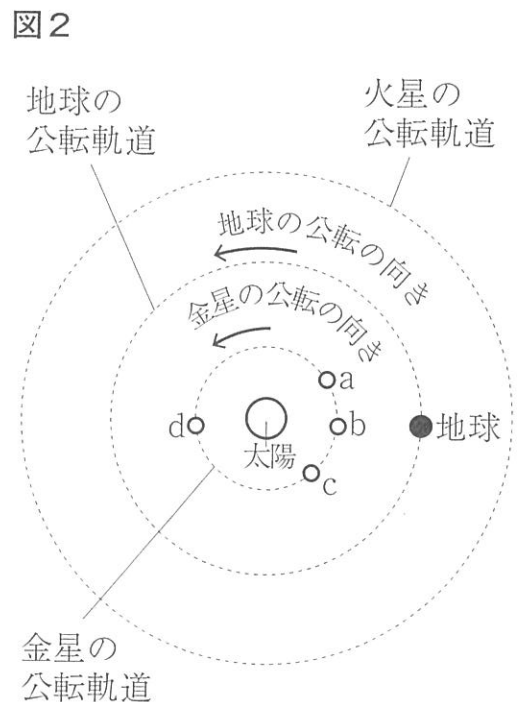 図2
地球の
公転軌道
火星の
公転軌道
地球の公転の向き
金星の公転の向き
a
b
c
d
太陽
地球
金星の
公転軌道